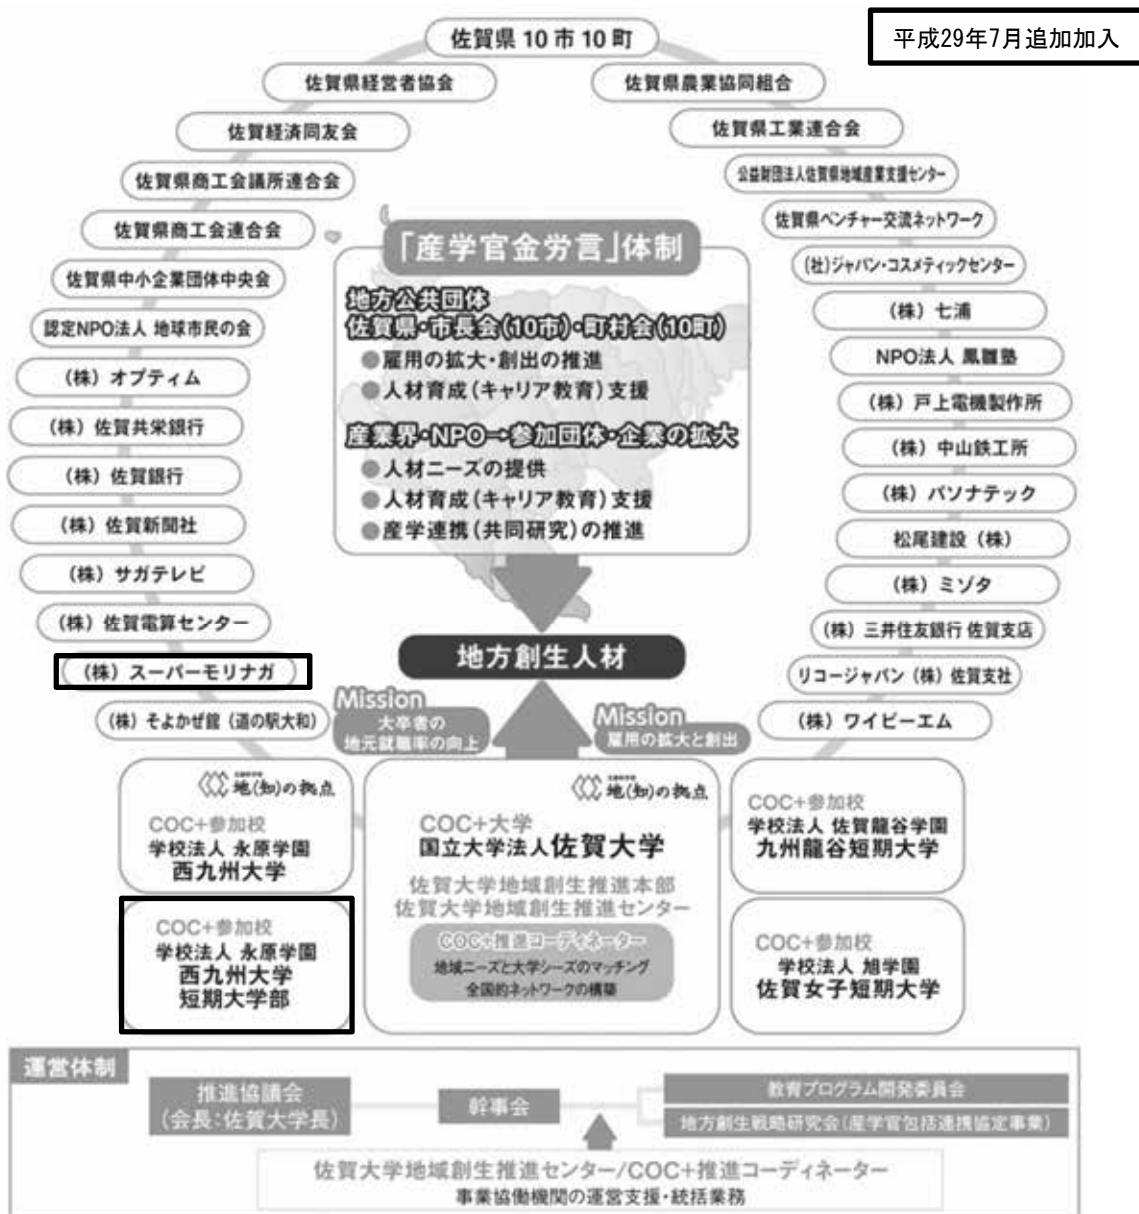 平成29年7月追加加入
佐賀県10市10町
佐賀県経営者協会
佐賀経済同友会
佐賀県商工会議所連合会
佐賀県商工会連合会
佐賀県中小企業団体中央会
認定NPO法人 地球市民の会
(株) オプティム
(株) 佐賀共栄銀行
(株) 佐賀銀行
(株) 佐賀新聞社
(株) サガテレビ
(株) 佐賀電算センター
(株) スーパーモリナガ
(株) そよかぜ館 (道の駅大和)
佐賀県農業協同組合
佐賀県工業連合会
公益財団法人佐賀県地域産業支援センター
佐賀県ベンチャー交流ネットワーク
(社)ジャパン・コスメティックセンター
(株) 七浦
NPO法人 鳳雛塾
(株) 戸上電機製作所
(株) 中山鉄工所
(株) パソナテック
松尾建設 (株)
(株) ミゾタ
(株) 三井住友銀行 佐賀支店
リコージャパン (株) 佐賀支社
(株) ワイビーエム
「産学官金労言」体制
地方公共団体
佐賀県・市長会(10市)・町村会(10町)
●雇用の拡大・創出の推進
●人材育成(キャリア教育)支援
産業界・NPO→参加団体・企業の拡大
●人材ニーズの提供
●人材育成(キャリア教育)支援
●産学連携(共同研究)の推進
地方創生人材
Mission
大卒者の
地元就職率の向上
Mission
雇用の拡大と創出
地(知)の拠点
COC+参加校
学校法人 永原学園
西九州大学
COC+参加校
学校法人 永原学園
西九州大学
短期大学部
地(知)の拠点
COC+大学
国立大学法人佐賀大学
佐賀大学地域創生推進本部
佐賀大学地域創生推進センター
COC+推進コーディネーター
地域ニーズと大学シーズのマッチング
全国的ネットワークの構築
COC+参加校
学校法人 佐賀龍谷学園
九州龍谷短期大学
COC+参加校
学校法人 旭学園
佐賀女子短期大学
運営体制
推進協議会
(会長:佐賀大学長)
幹事会
教育プログラム開発委員会
地方創生戦略研究会(産学官包括連携協定事業)
佐賀大学地域創生推進センター/COC+推進コーディネーター
事業協働機関の運営支援・統括業務